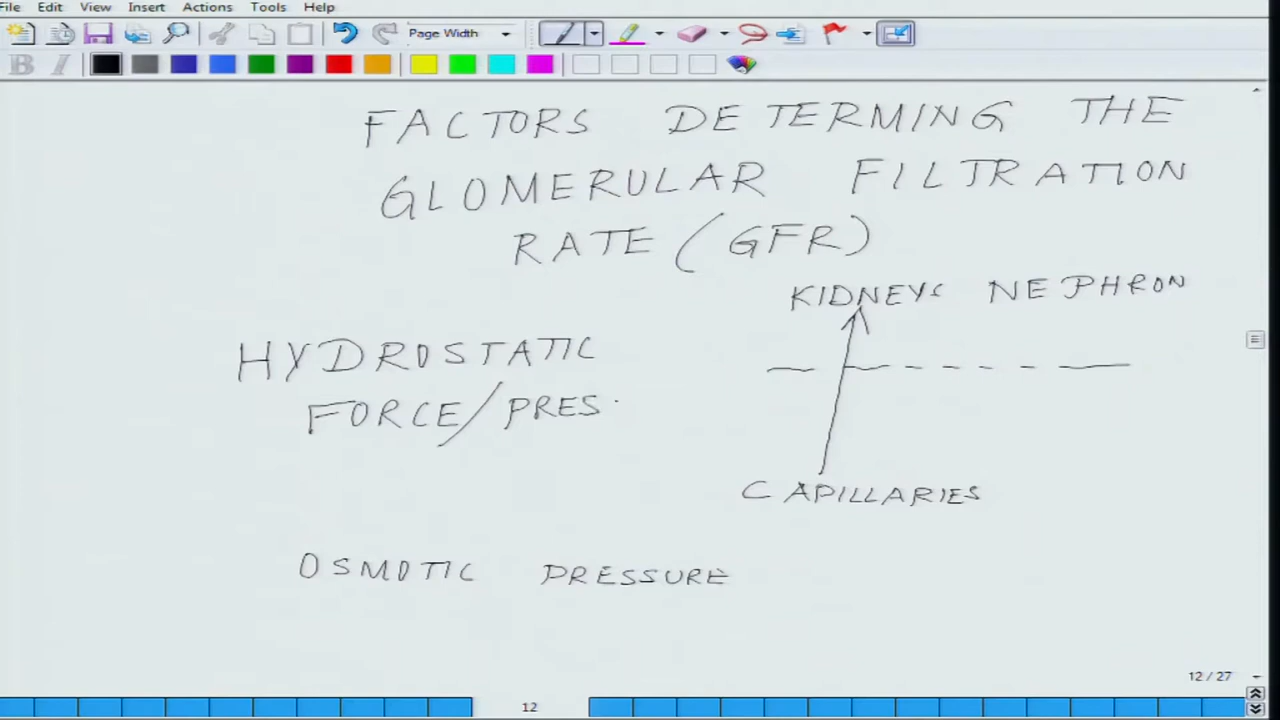 File Edit View Insert Actions Tools Help
Page Width
B I
FACTORS DETERMING THE
GLOMERULAR FILTRATION
RATE (GFR)
KIDNEYS NEPHRON
HYDROSTATIC
FORCE/PRES.
CAPILLARIES
OSMOTIC PRESSURE
12 / 27
12